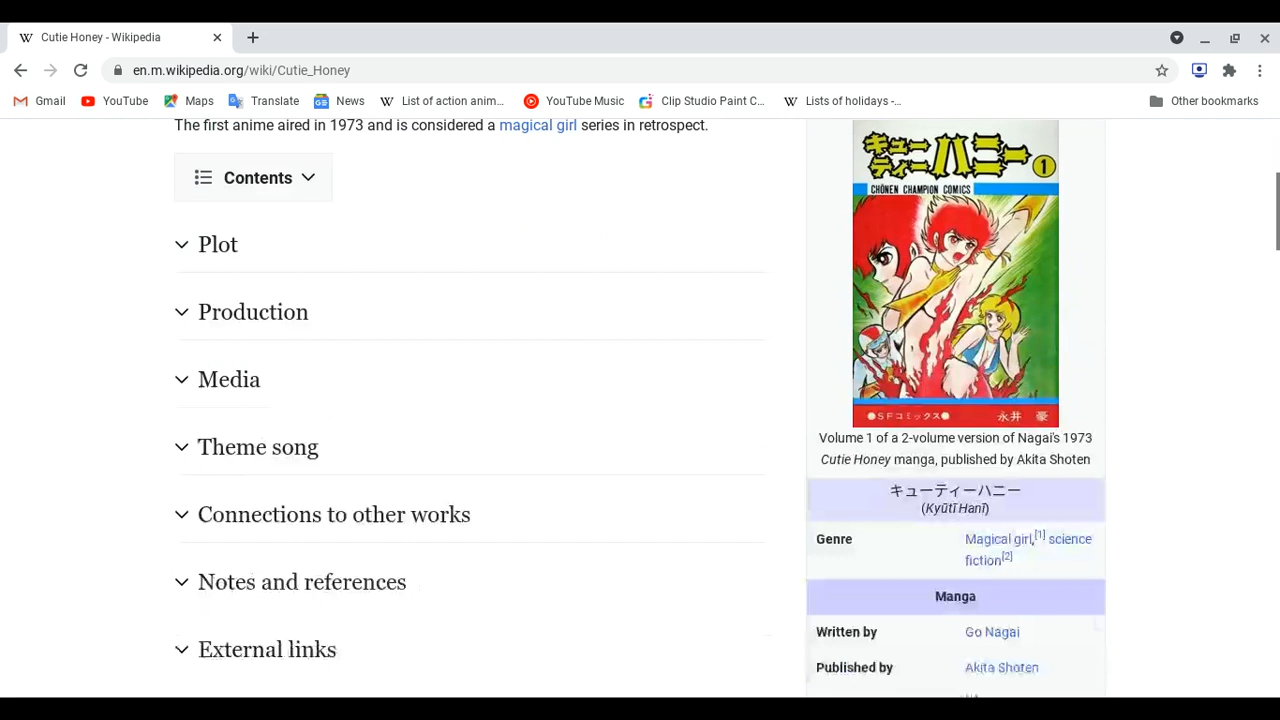 Cutie Honey - Wikipedia
en.m.wikipedia.org/wiki/Cutie_Honey
Gmail
YouTube
Maps
Translate
News
List of action anim...
YouTube Music
Clip Studio Paint C...
Lists of holidays -...
Other bookmarks
The first anime aired in 1973 and is considered a magical girl series in retrospect.
Contents
Plot
Production
Media
Theme song
Connections to other works
Notes and references
External links
キューティーハニー
1
CHŌNEN CHAMPION COMICS
●SFコミックス●
永井 豪
Volume 1 of a 2-volume version of Nagai's 1973
Cutie Honey manga, published by Akita Shoten
キューティーハニー
(Kyūtī Hanī)
Genre
Magical girl,[1] science
fiction[2]
Manga
Written by
Go Nagai
Published by
Akita Shoten